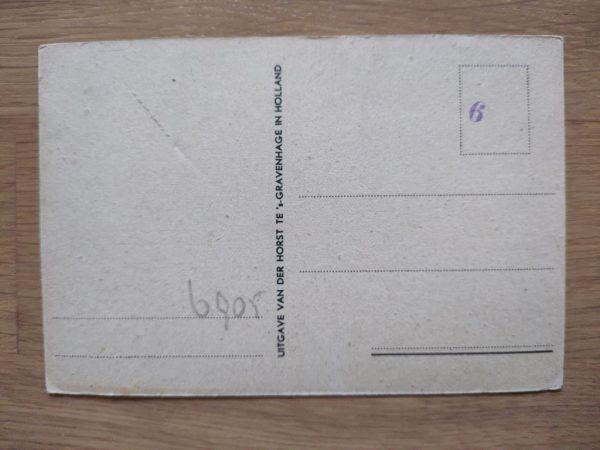 UITGAVE VAN DER HORST TE 's-GRAVENHAGE IN HOLLAND
6